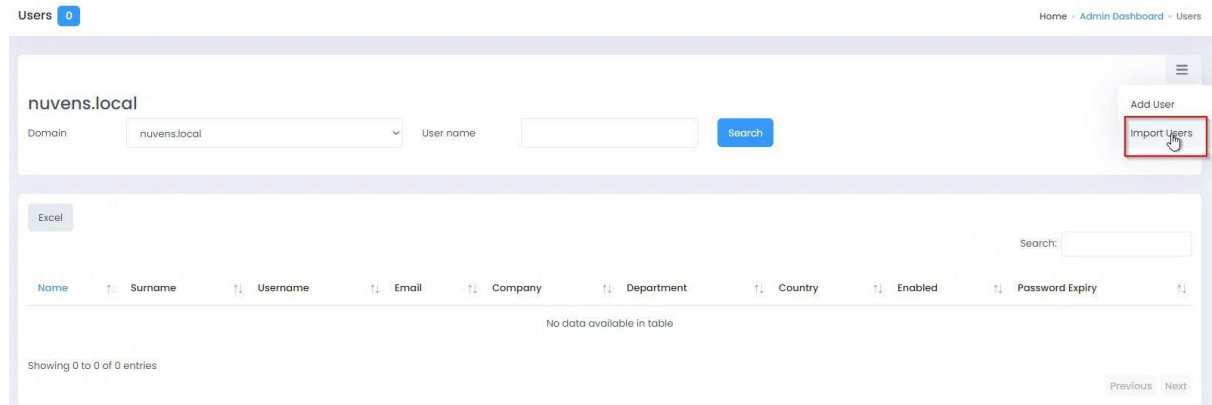 Users 0
Home - Admin Dashboard - Users
nuvens.local
Add User
Domain nuvens.local User name Search
Import Users
Excel
Search:
Name Surname Username Email Company Department Country Enabled Password Expiry
No data available in table
Showing 0 to 0 of 0 entries
Previous Next